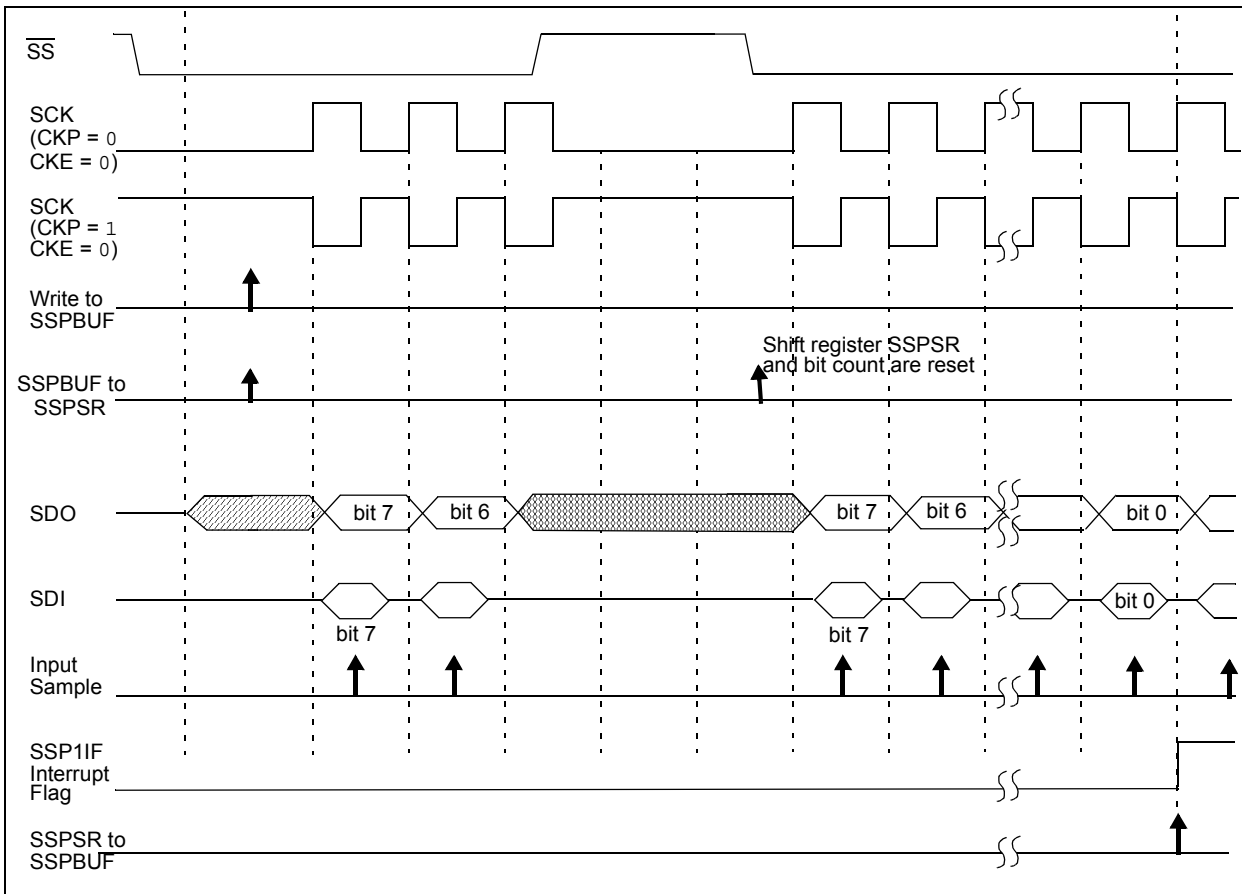 SS
SCK
(CKP = 0
CKE = 0)
SCK
(CKP = 1
CKE = 0)
Write to
SSPBUF
Shift register SSPSR
and bit count are reset
SSPBUF to
SSPSR
SDO
bit 7
bit 6
bit 7
bit 6
bit 0
SDI
bit 0
bit 7
bit 7
Input
Sample
SSP1IF
Interrupt
Flag
SSPSR to
SSPBUF